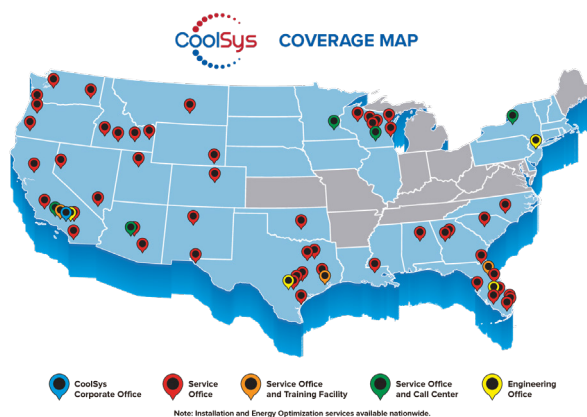 CoolSys COVERAGE MAP
CoolSys
Corporate Office
Service
Office
Service Office
and Training Facility
Service Office
and Call Center
Engineering
Office
Note: Installation and Energy Optimization services available nationwide.